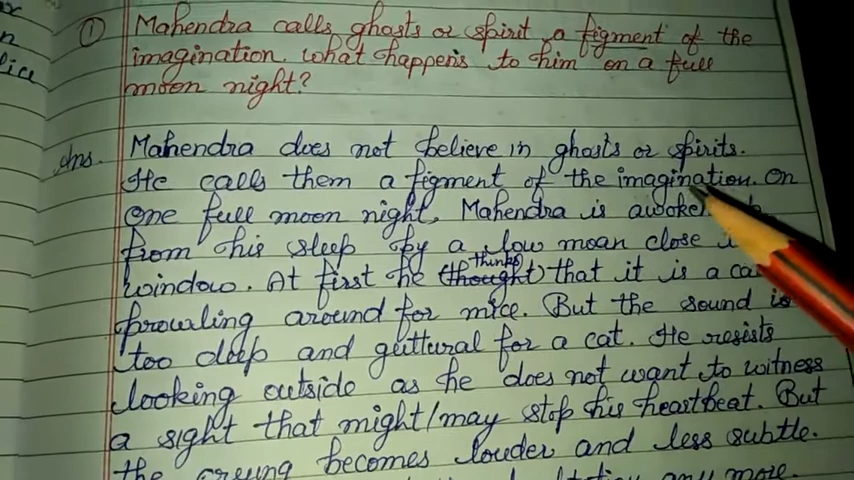 ① Mahendra calls ghosts or spirit a figment of the
imagination. what happens to him on a full
moon night?
Ans. Mahendra does not believe in ghosts or spirits.
He calls them a figment of the imagination. On
one full moon night, Mahendra is
from his sleep by a low moan close
window. At first he (thought) thinks that it is a
prowling around for mice. But the sound is
too deep and guttural for a cat. He resists
looking outside as he does not want to witness
a sight that might/may stop his heartbeat. But
the becomes louder and less subtle.
any more.